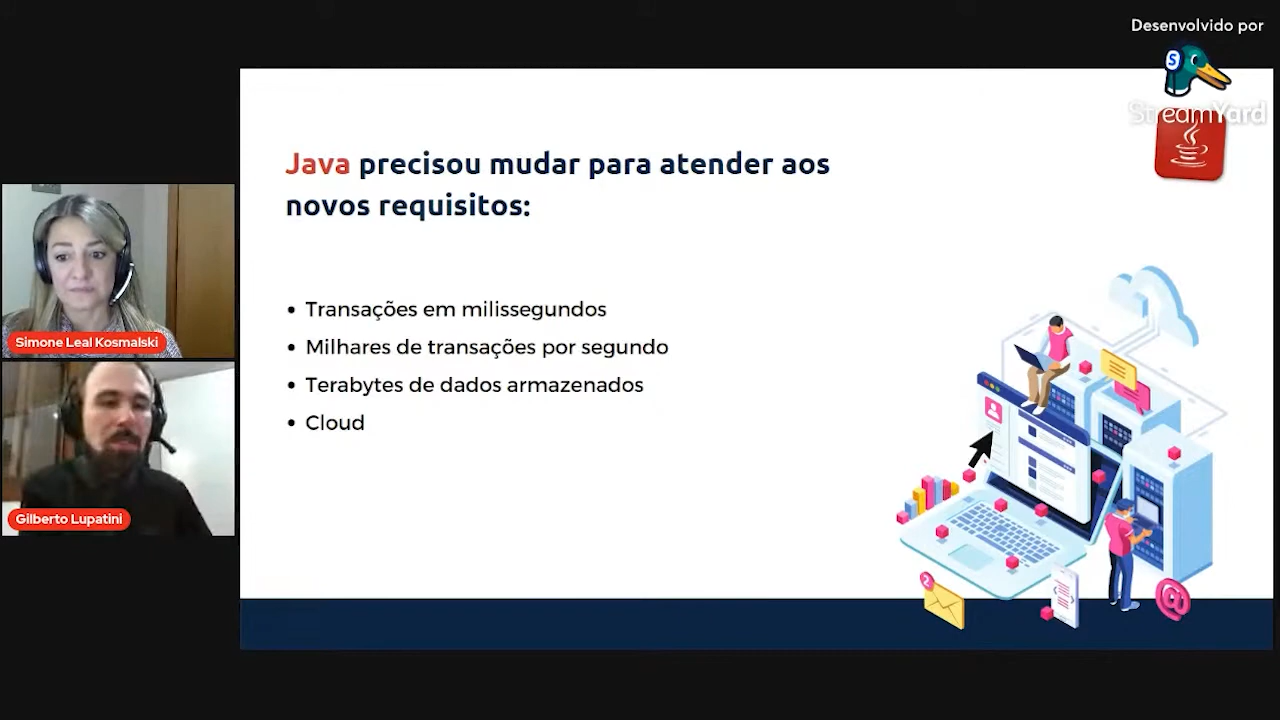 Desenvolvido por
StreamYard
Java precisou mudar para atender aos
novos requisitos:
• Transações em milissegundos
• Milhares de transações por segundo
• Terabytes de dados armazenados
• Cloud
Simone Leal Kosmalski
Gilberto Lupatini
2
@